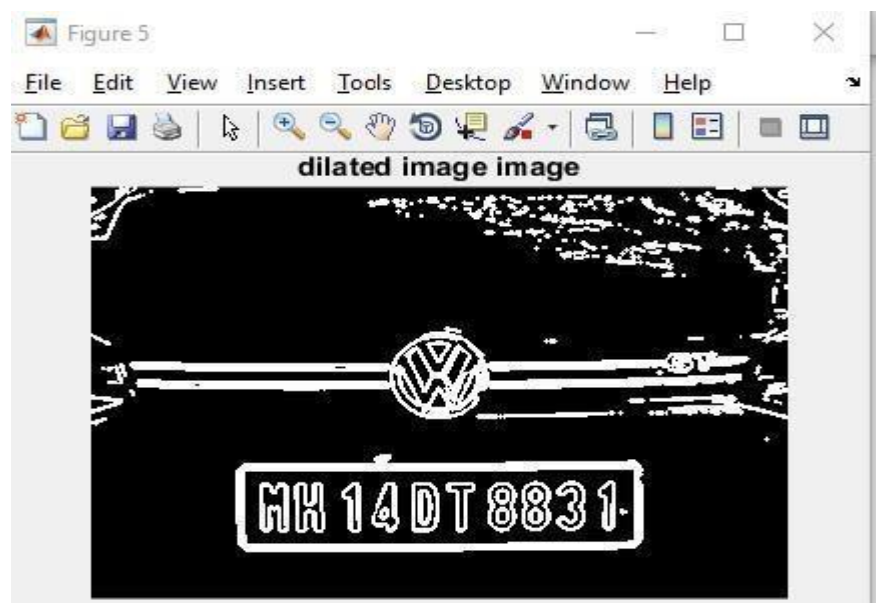 Figure 5
File Edit View Insert Tools Desktop Window Help
dilated image image
MH 14 DT 8831